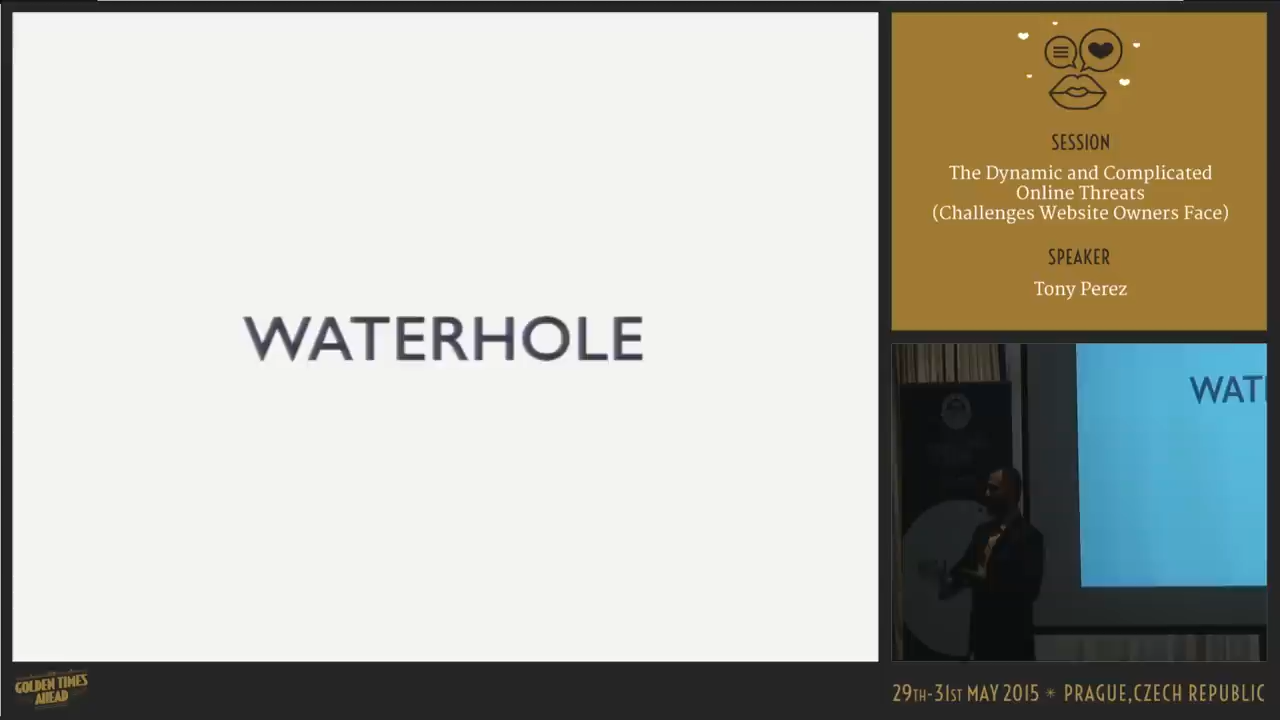 WATERHOLE
SESSION
The Dynamic and Complicated
Online Threats
(Challenges Website Owners Face)
SPEAKER
Tony Perez
WAT
GOLDEN TIMES
AHEAD
29TH-31ST MAY 2015 * PRAGUE,CZECH REPUBLIC